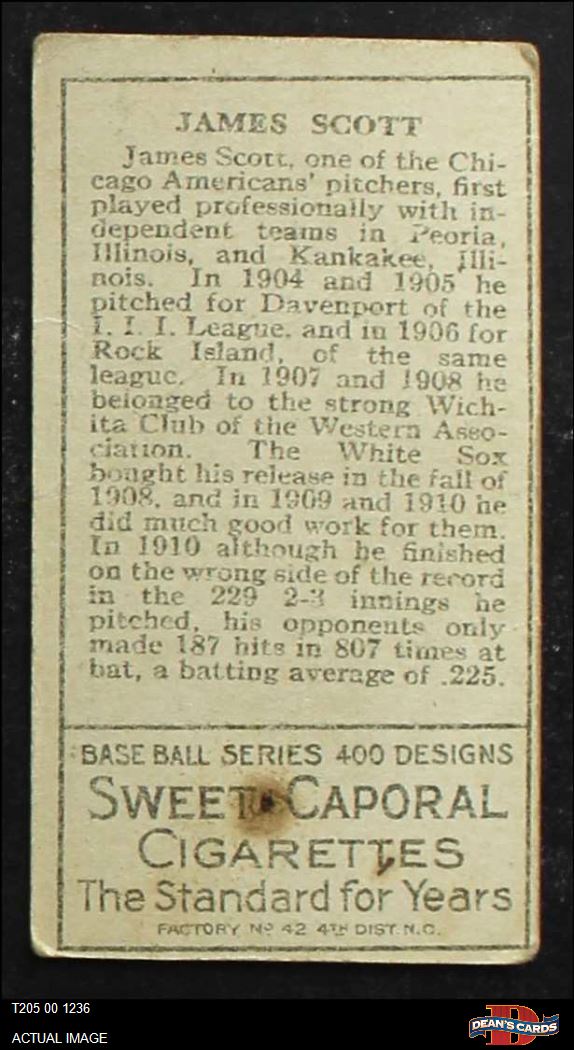 JAMES SCOTT
James Scott, one of the Chi-
cago Americans' pitchers, first
played professionally with in-
dependent teams in Peoria,
Illinois, and Kankakee, Illi-
nois. In 1904 and 1905 he
pitched for Davenport of the
I. I. I. League, and in 1906 for
Rock Island, of the same
league. In 1907 and 1908 he
belonged to the strong Wich-
ita Club of the Western Asso-
ciation. The White Sox
bought his release in the fall of
1908, and in 1909 and 1910 he
did much good work for them.
In 1910 although he finished
on the wrong side of the record
in the 229 2-3 innings he
pitched, his opponents only
made 187 hits in 807 times at
bat, a batting average of .225.
BASE BALL SERIES 400 DESIGNS
SWEET CAPORAL
CIGARETTES
The Standard for Years
FACTORY No 42 4TH DIST. N.C.
T205 00 1236
ACTUAL IMAGE
D
DEAN'S CARDS